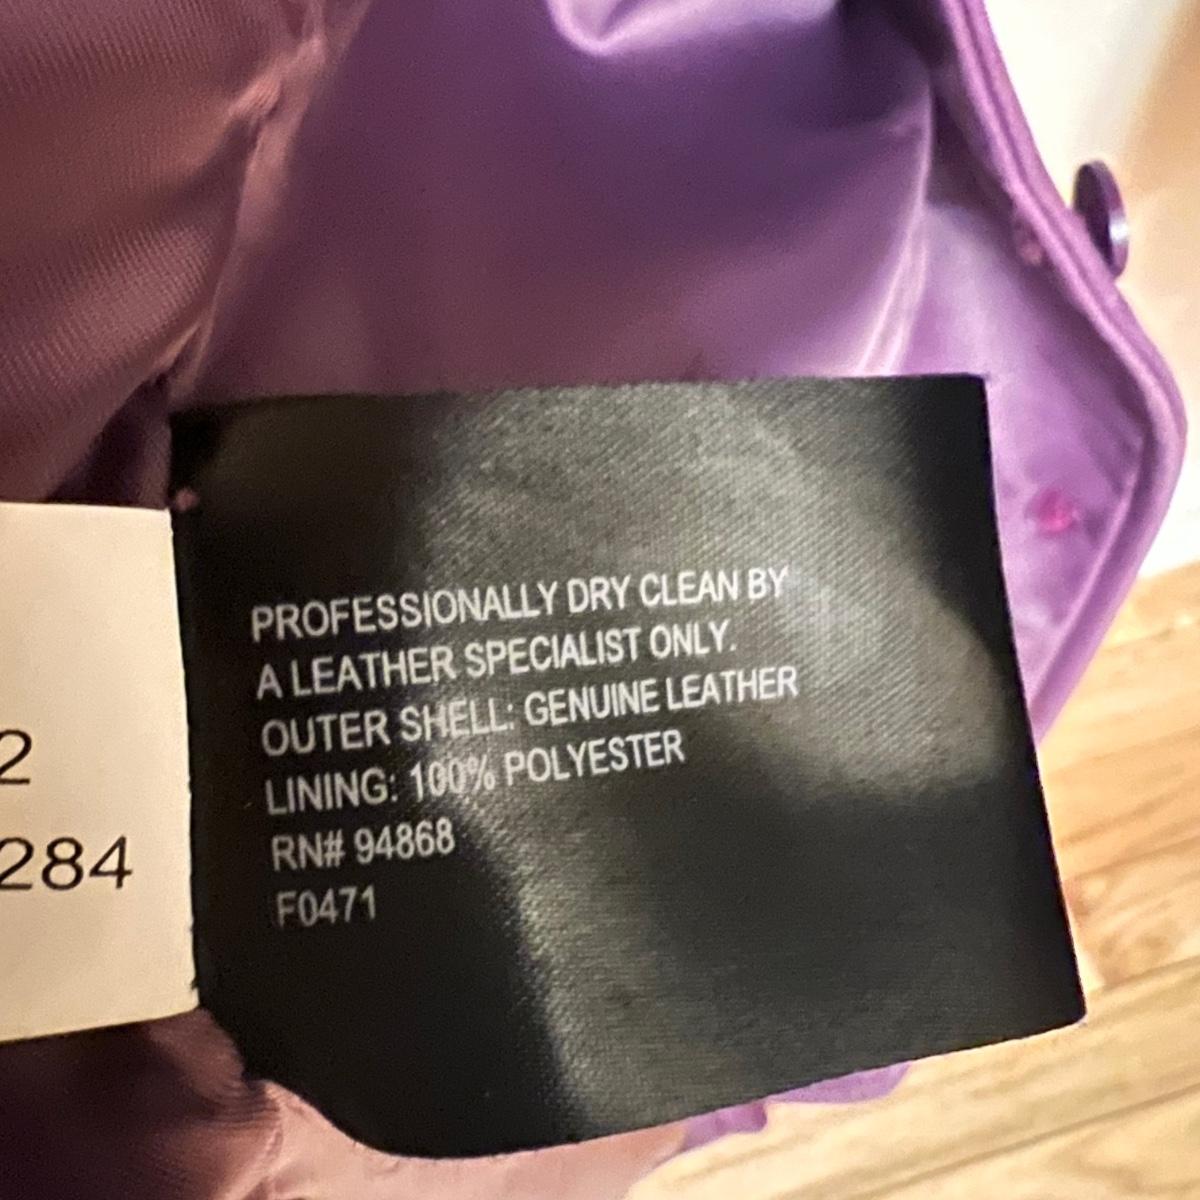 PROFESSIONALLY DRY CLEAN BY
A LEATHER SPECIALIST ONLY.
OUTER SHELL: GENUINE LEATHER
LINING: 100% POLYESTER
RN# 94868
F0471
2
284